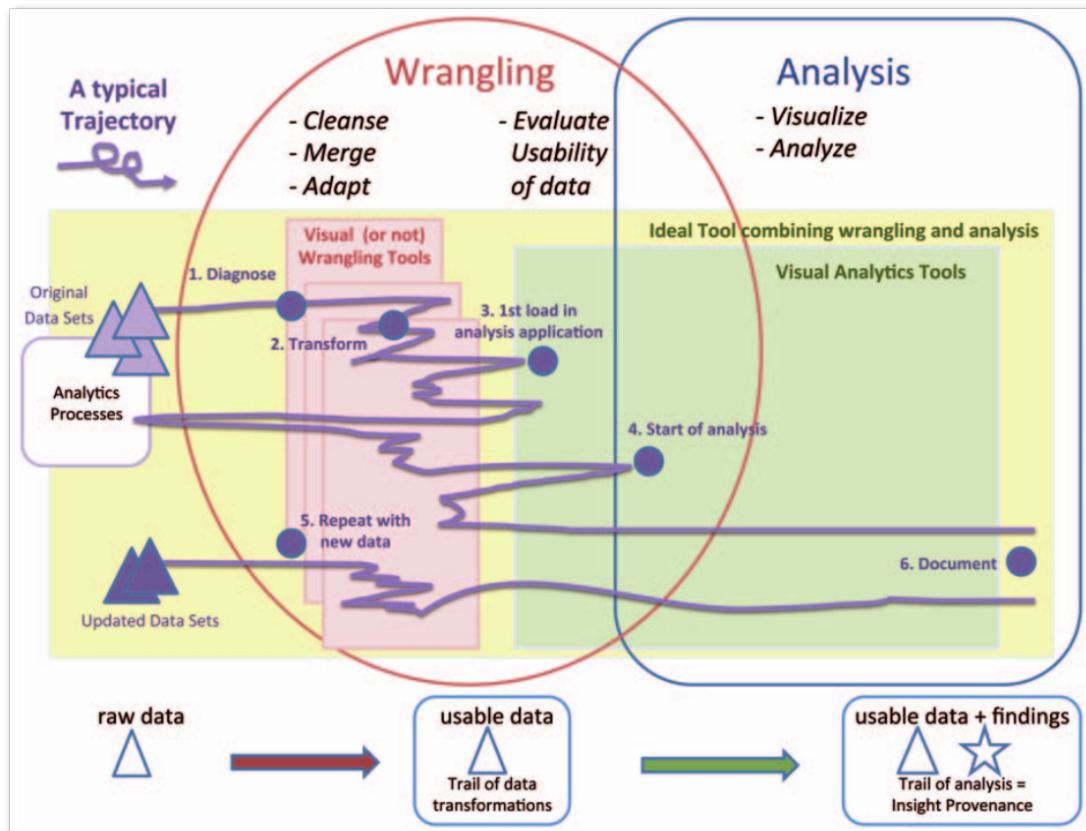 Wrangling
Analysis
A typical
Trajectory
- Cleanse
- Merge
- Adapt
- Evaluate
Usability
of data
- Visualize
- Analyze
Visual (or not)
Wrangling Tools
Ideal Tool combining wrangling and analysis
Visual Analytics Tools
1. Diagnose
Original
Data Sets
2. Transform
3. 1st load in
analysis application
Analytics
Processes
4. Start of analysis
5. Repeat with
new data
6. Document
Updated Data Sets
raw data
usable data
Trail of data
transformations
usable data + findings
Trail of analysis =
Insight Provenance